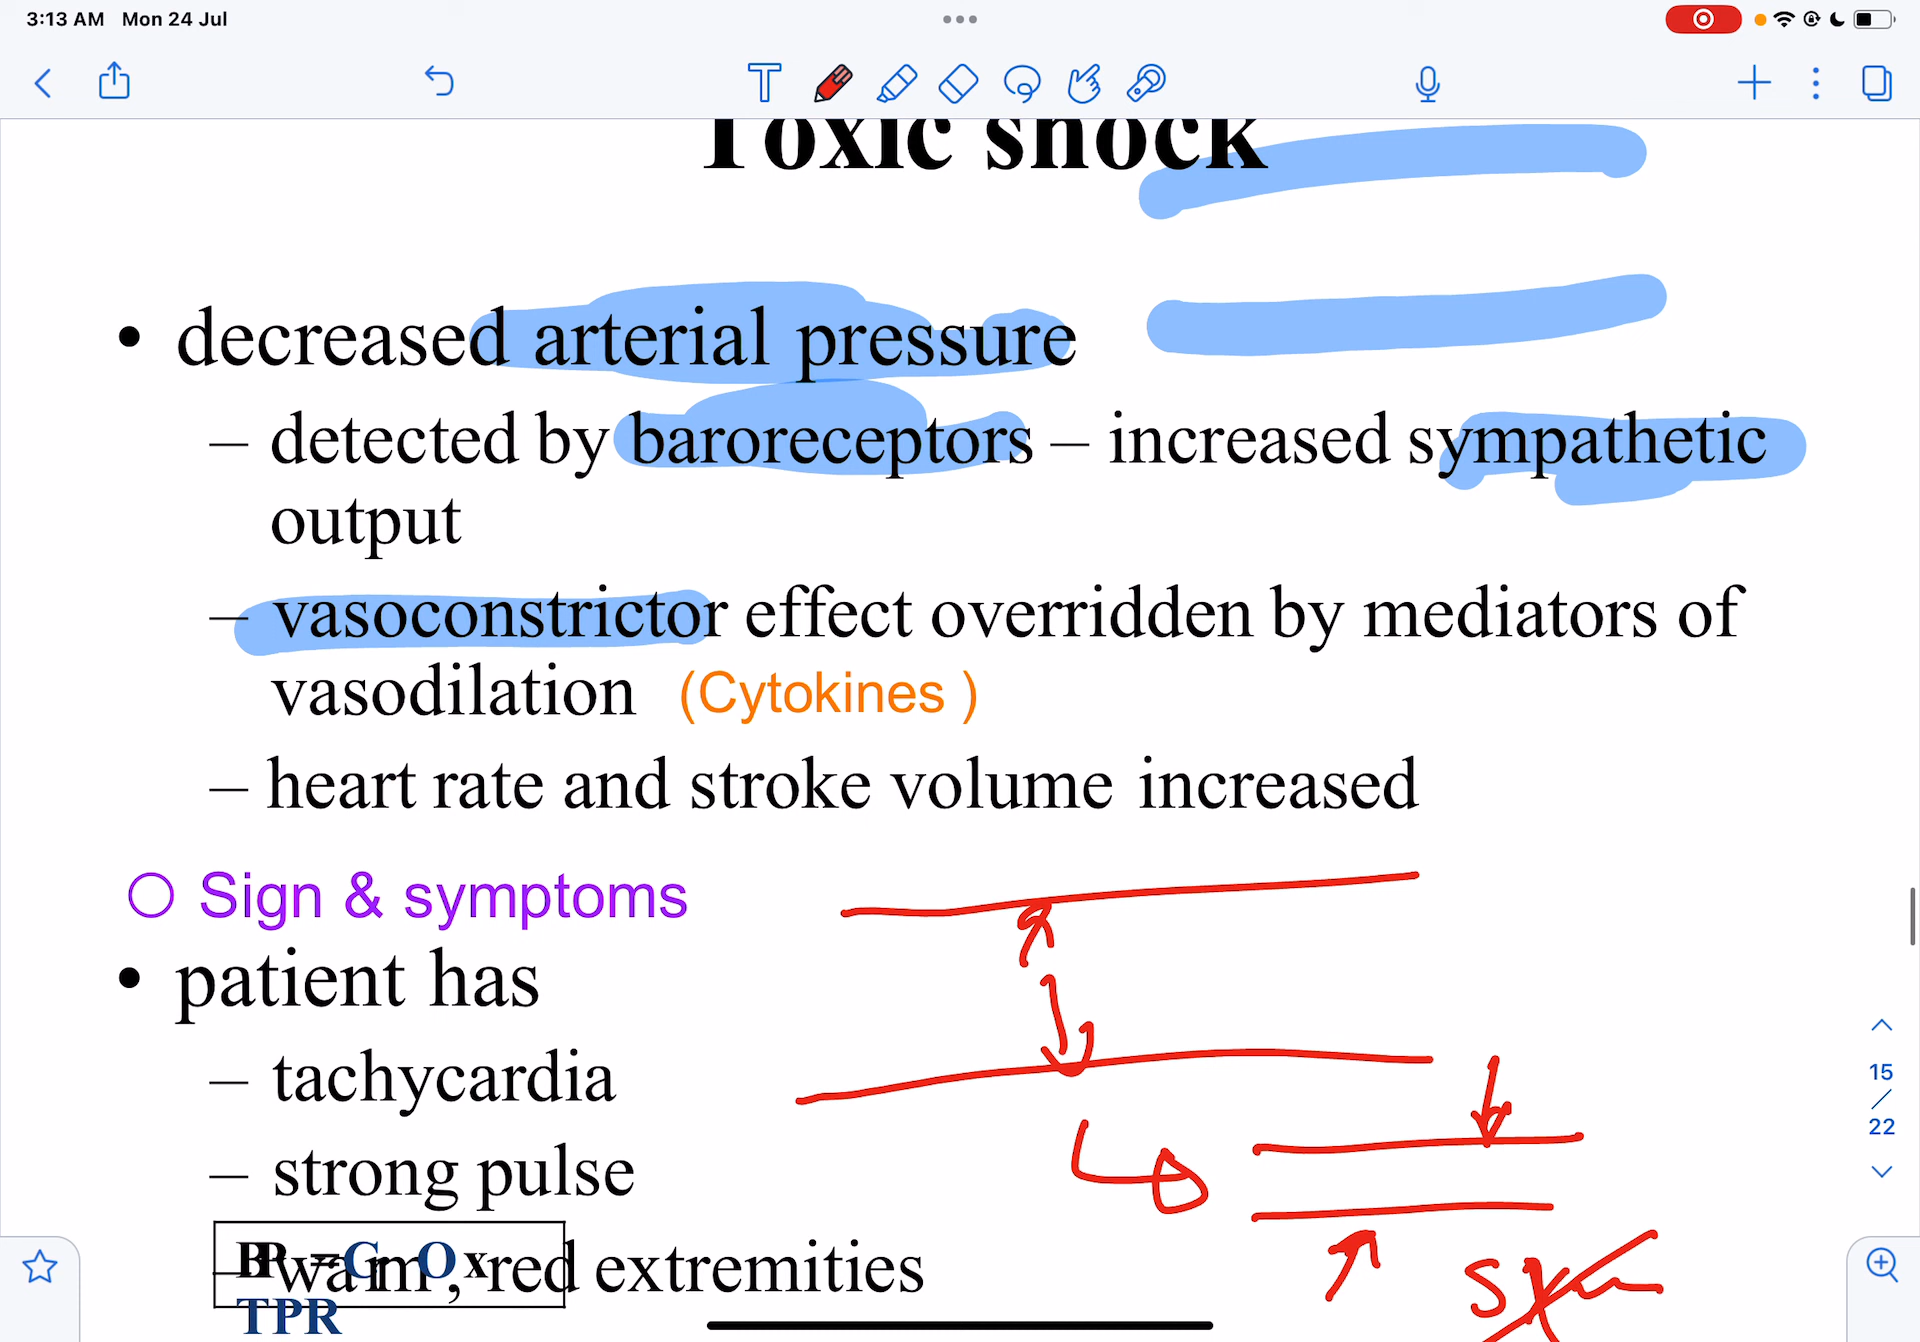 3:13 AM Mon 24 Jul
Toxic shock
• decreased arterial pressure
– detected by baroreceptors – increased sympathetic
output
– vasoconstrictor effect overridden by mediators of
vasodilation (Cytokines )
– heart rate and stroke volume increased
Sign & symptoms
• patient has
– tachycardia
– strong pulse
– warm, red extremities
TPR
15
/
22